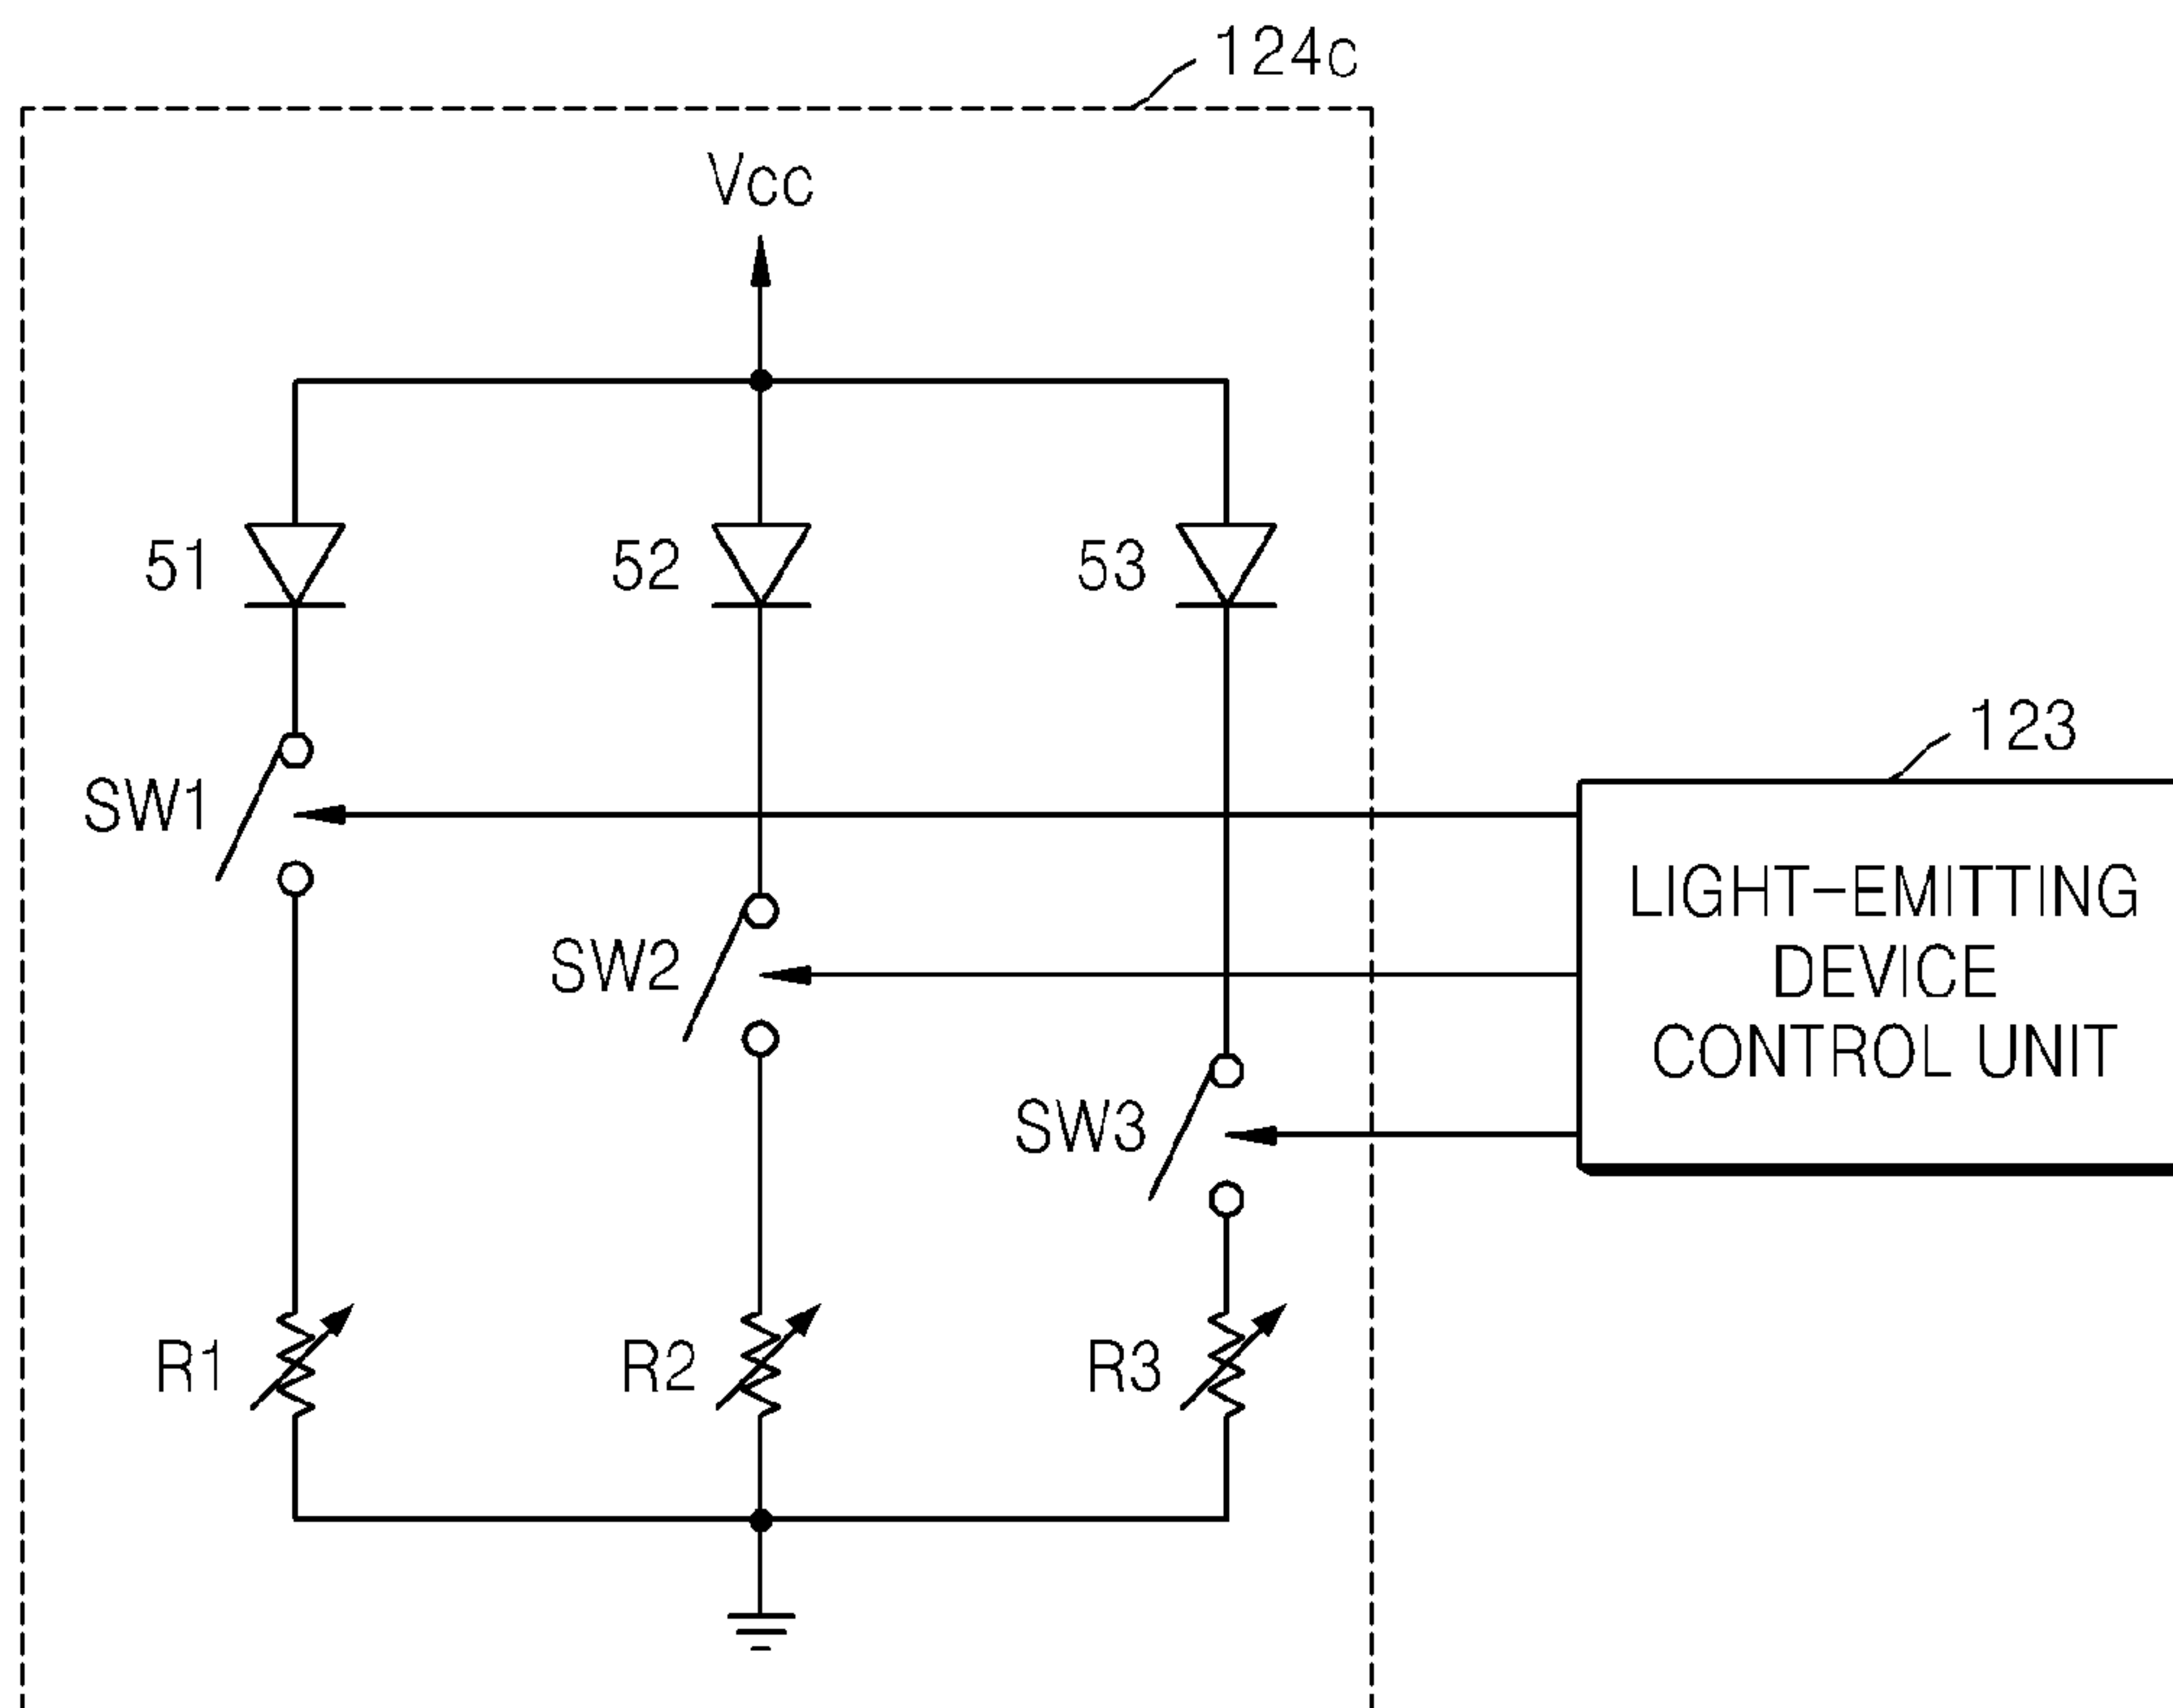 124c
Vcc
51
52
53
123
SW1
LIGHT-EMITTING
DEVICE
CONTROL UNIT
SW2
SW3
R1
R2
R3